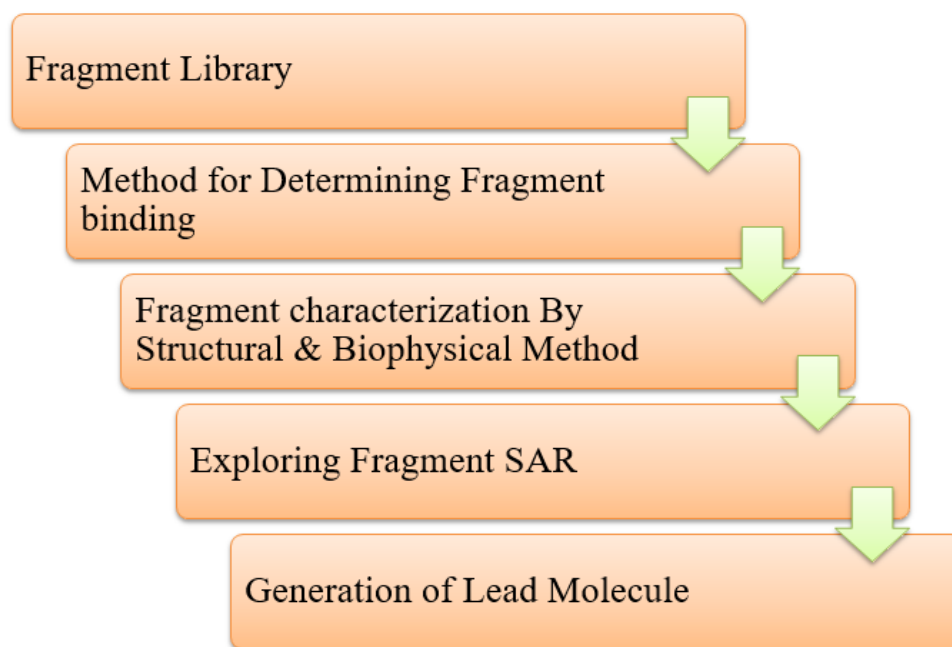 Fragment Library
Method for Determining Fragment
binding
Fragment characterization By
Structural & Biophysical Method
Exploring Fragment SAR
Generation of Lead Molecule